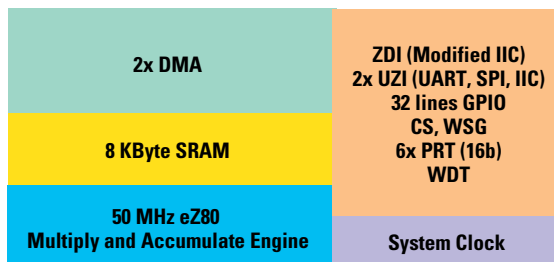 2x DMA
8 KByte SRAM
50 MHz eZ80
Multiply and Accumulate Engine
ZDI (Modified IIC)
2x UZI (UART, SPI, IIC)
32 lines GPIO
CS, WSG
6x PRT (16b)
WDT
System Clock